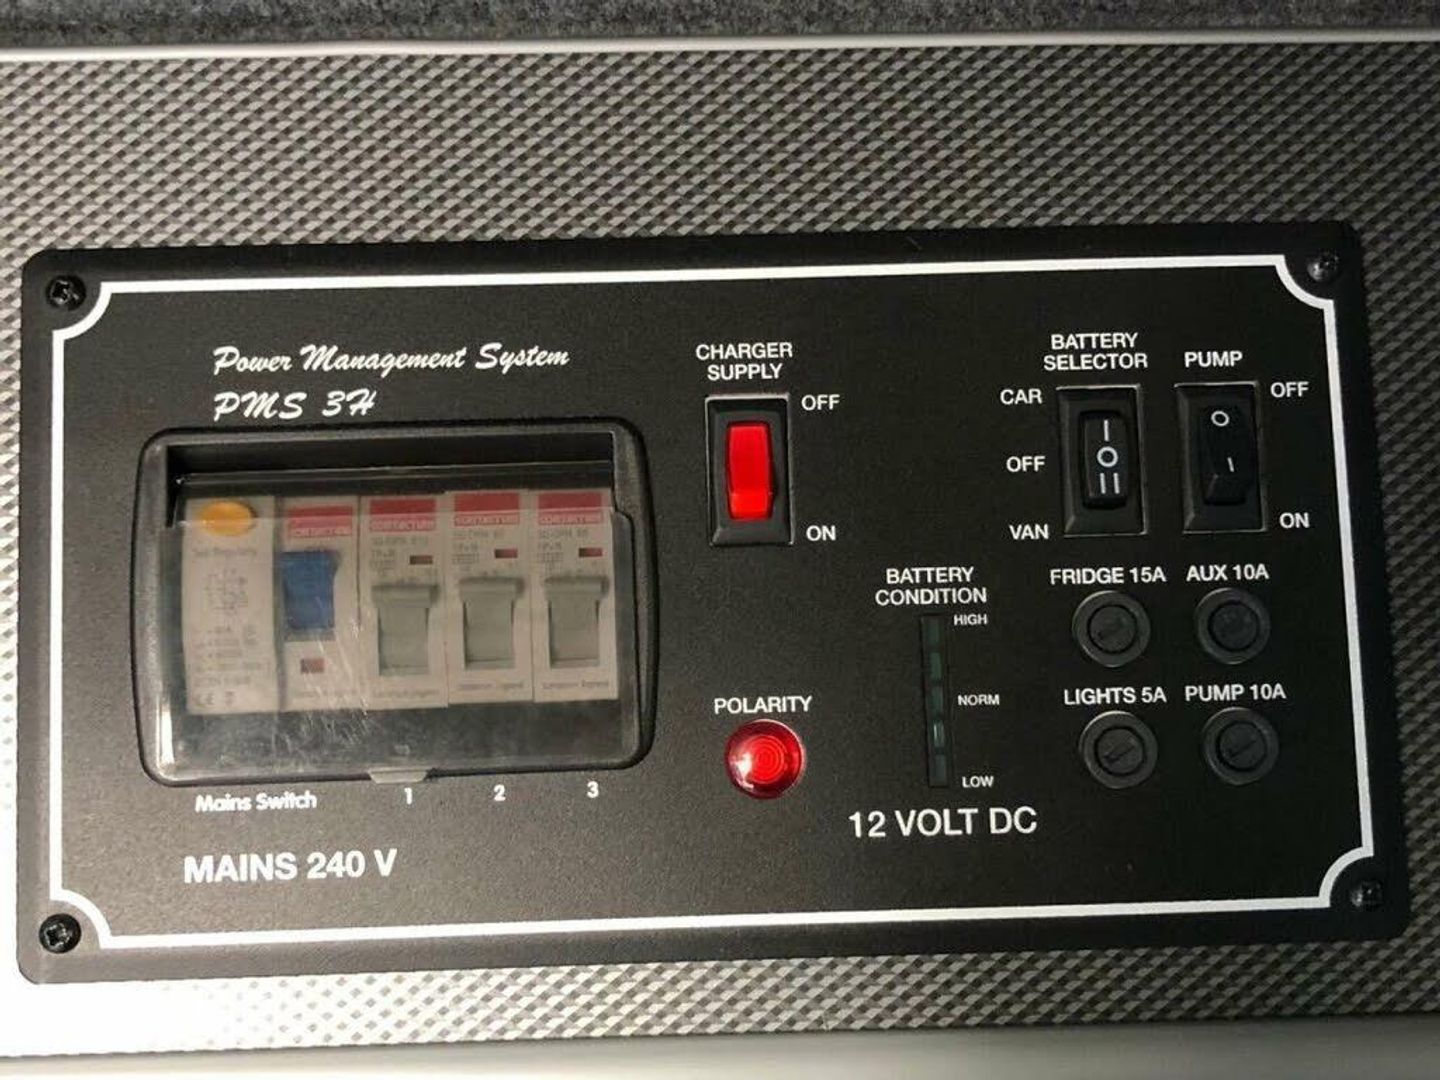 Power Management System
PMS 3H
CHARGER
SUPPLY
OFF
ON
BATTERY
SELECTOR
CAR
OFF
VAN
PUMP
OFF
ON
BATTERY
CONDITION
HIGH
NORM
LOW
FRIDGE 15A
AUX 10A
LIGHTS 5A
PUMP 10A
POLARITY
12 VOLT DC
Mains Switch
1
2
3
MAINS 240 V